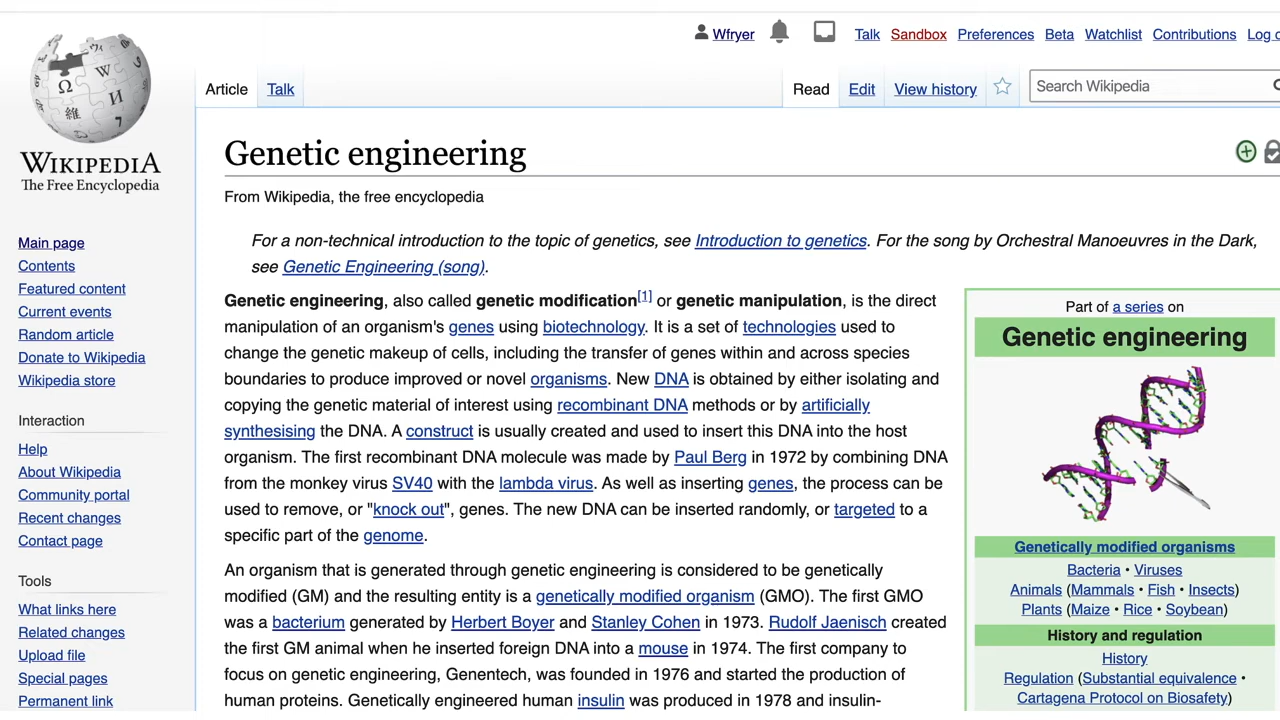 Wfryer Talk Sandbox Preferences Beta Watchlist Contributions Log
Article Talk Read Edit View history Search Wikipedia
WIKIPEDIA
The Free Encyclopedia
Main page
Contents
Featured content
Current events
Random article
Donate to Wikipedia
Wikipedia store
Interaction
Help
About Wikipedia
Community portal
Recent changes
Contact page
Tools
What links here
Related changes
Upload file
Special pages
Permanent link
Genetic engineering
From Wikipedia, the free encyclopedia
For a non-technical introduction to the topic of genetics, see Introduction to genetics. For the song by Orchestral Manoeuvres in the Dark,
see Genetic Engineering (song).
Genetic engineering, also called genetic modification[1] or genetic manipulation, is the direct
manipulation of an organism's genes using biotechnology. It is a set of technologies used to
change the genetic makeup of cells, including the transfer of genes within and across species
boundaries to produce improved or novel organisms. New DNA is obtained by either isolating and
copying the genetic material of interest using recombinant DNA methods or by artificially
synthesising the DNA. A construct is usually created and used to insert this DNA into the host
organism. The first recombinant DNA molecule was made by Paul Berg in 1972 by combining DNA
from the monkey virus SV40 with the lambda virus. As well as inserting genes, the process can be
used to remove, or "knock out", genes. The new DNA can be inserted randomly, or targeted to a
specific part of the genome.
An organism that is generated through genetic engineering is considered to be genetically
modified (GM) and the resulting entity is a genetically modified organism (GMO). The first GMO
was a bacterium generated by Herbert Boyer and Stanley Cohen in 1973. Rudolf Jaenisch created
the first GM animal when he inserted foreign DNA into a mouse in 1974. The first company to
focus on genetic engineering, Genentech, was founded in 1976 and started the production of
human proteins. Genetically engineered human insulin was produced in 1978 and insulin-
Part of a series on
Genetic engineering
Genetically modified organisms
Bacteria • Viruses
Animals (Mammals • Fish • Insects)
Plants (Maize • Rice • Soybean)
History and regulation
History
Regulation (Substantial equivalence •
Cartagena Protocol on Biosafety)